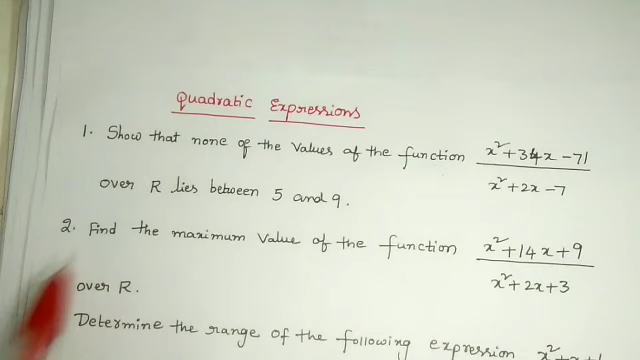 Quadratic Expressions
1. Show that none of the values of the function (x²+34x-71)/(x²+2x-7)
over R lies between 5 and 9.
2. Find the maximum value of the function (x²+14x+9)/(x²+2x+3)
over R.
Determine the range of the following expression